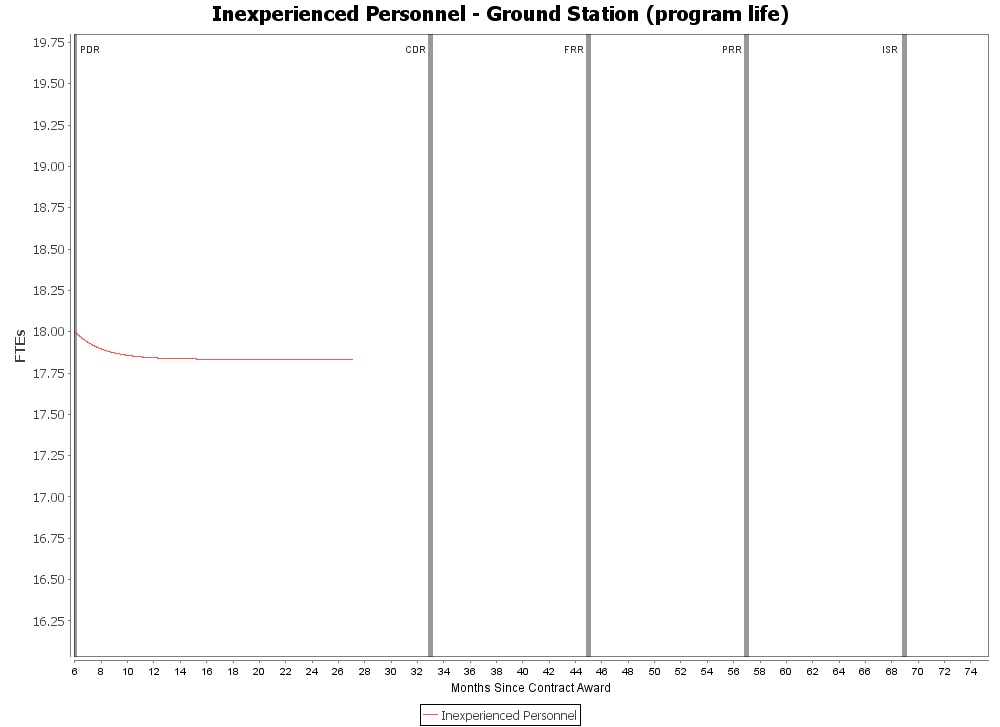 Inexperienced Personnel - Ground Station (program life)
PDR CDR FRR PRR ISR
19.75
19.50
19.25
19.00
18.75
18.50
18.25
18.00
17.75
17.50
17.25
17.00
16.75
16.50
16.25
FTEs
6 8 10 12 14 16 18 20 22 24 26 28 30 32 34 36 38 40 42 44 46 48 50 52 54 56 58 60 62 64 66 68 70 72 74
Months Since Contract Award
Inexperienced Personnel